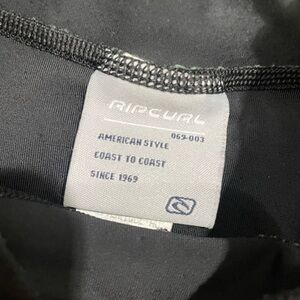 RIPCURL
069-003
AMERICAN STYLE
COAST TO COAST
SINCE 1969